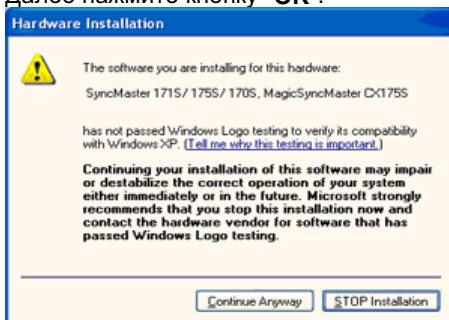 Далее нажмите кнопку "OK".
Hardware Installation
The software you are installing for this hardware:
SyncMaster 171S/ 175S/ 170S, MagicSyncMaster CX175S
has not passed Windows Logo testing to verify its compatibility
with Windows XP. (Tell me why this testing is important.)
Continuing your installation of this software may impair
or destabilize the correct operation of your system
either immediately or in the future. Microsoft strongly
recommends that you stop this installation now and
contact the hardware vendor for software that has
passed Windows Logo testing.
Continue Anyway STOP Installation